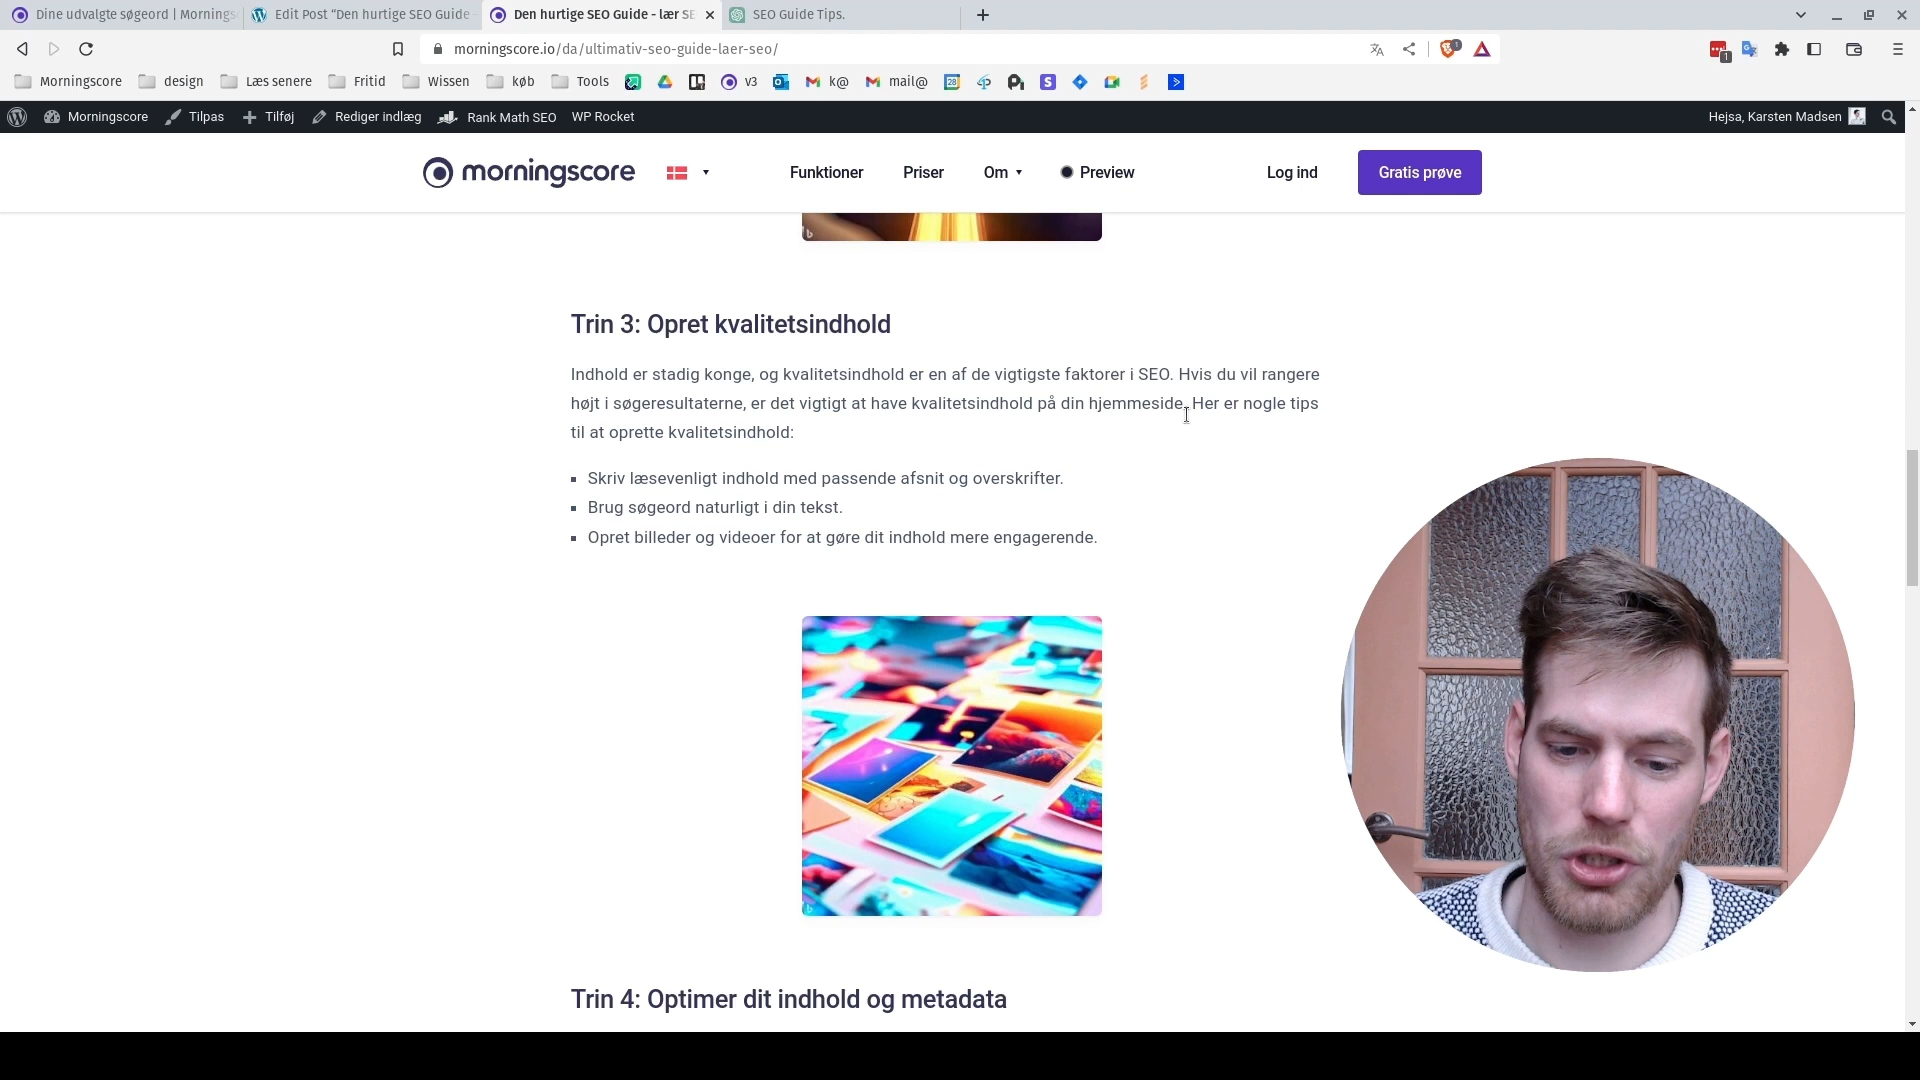 Dine udvalgte søgeord | Mornings
Edit Post “Den hurtige SEO Guide -
Den hurtige SEO Guide - lær SE
SEO Guide Tips.
morningscore.io/da/ultimativ-seo-guide-laer-seo/
1
1
Morningscore design Læs senere Fritid Wissen køb Tools v3 k@ mail@ 28
Morningscore Tilpas Tilføj Rediger indlæg Rank Math SEO WP Rocket Hejsa, Karsten Madsen
morningscore Funktioner Priser Om Preview Log ind Gratis prøve
b
Trin 3: Opret kvalitetsindhold
Indhold er stadig konge, og kvalitetsindhold er en af de vigtigste faktorer i SEO. Hvis du vil rangere
højt i søgeresultaterne, er det vigtigt at have kvalitetsindhold på din hjemmeside. Her er nogle tips
til at oprette kvalitetsindhold:
Skriv læsevenligt indhold med passende afsnit og overskrifter.
Brug søgeord naturligt i din tekst.
Opret billeder og videoer for at gøre dit indhold mere engagerende.
b
Trin 4: Optimer dit indhold og metadata